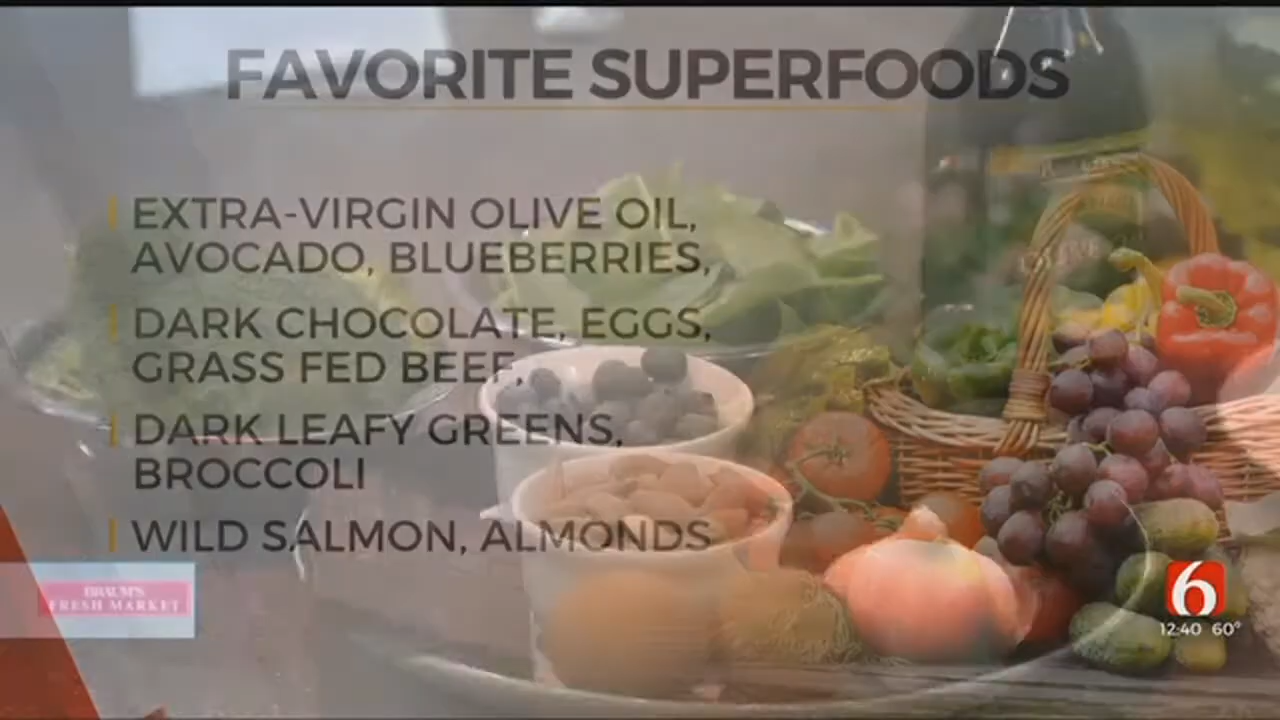 FAVORITE SUPERFOODS
EXTRA-VIRGIN OLIVE OIL,
AVOCADO, BLUEBERRIES,
DARK CHOCOLATE, EGGS,
GRASS FED BEEF,
DARK LEAFY GREENS,
BROCCOLI
WILD SALMON, ALMONDS
BRAUM'S
FRESH MARKET
6
12:40 60°